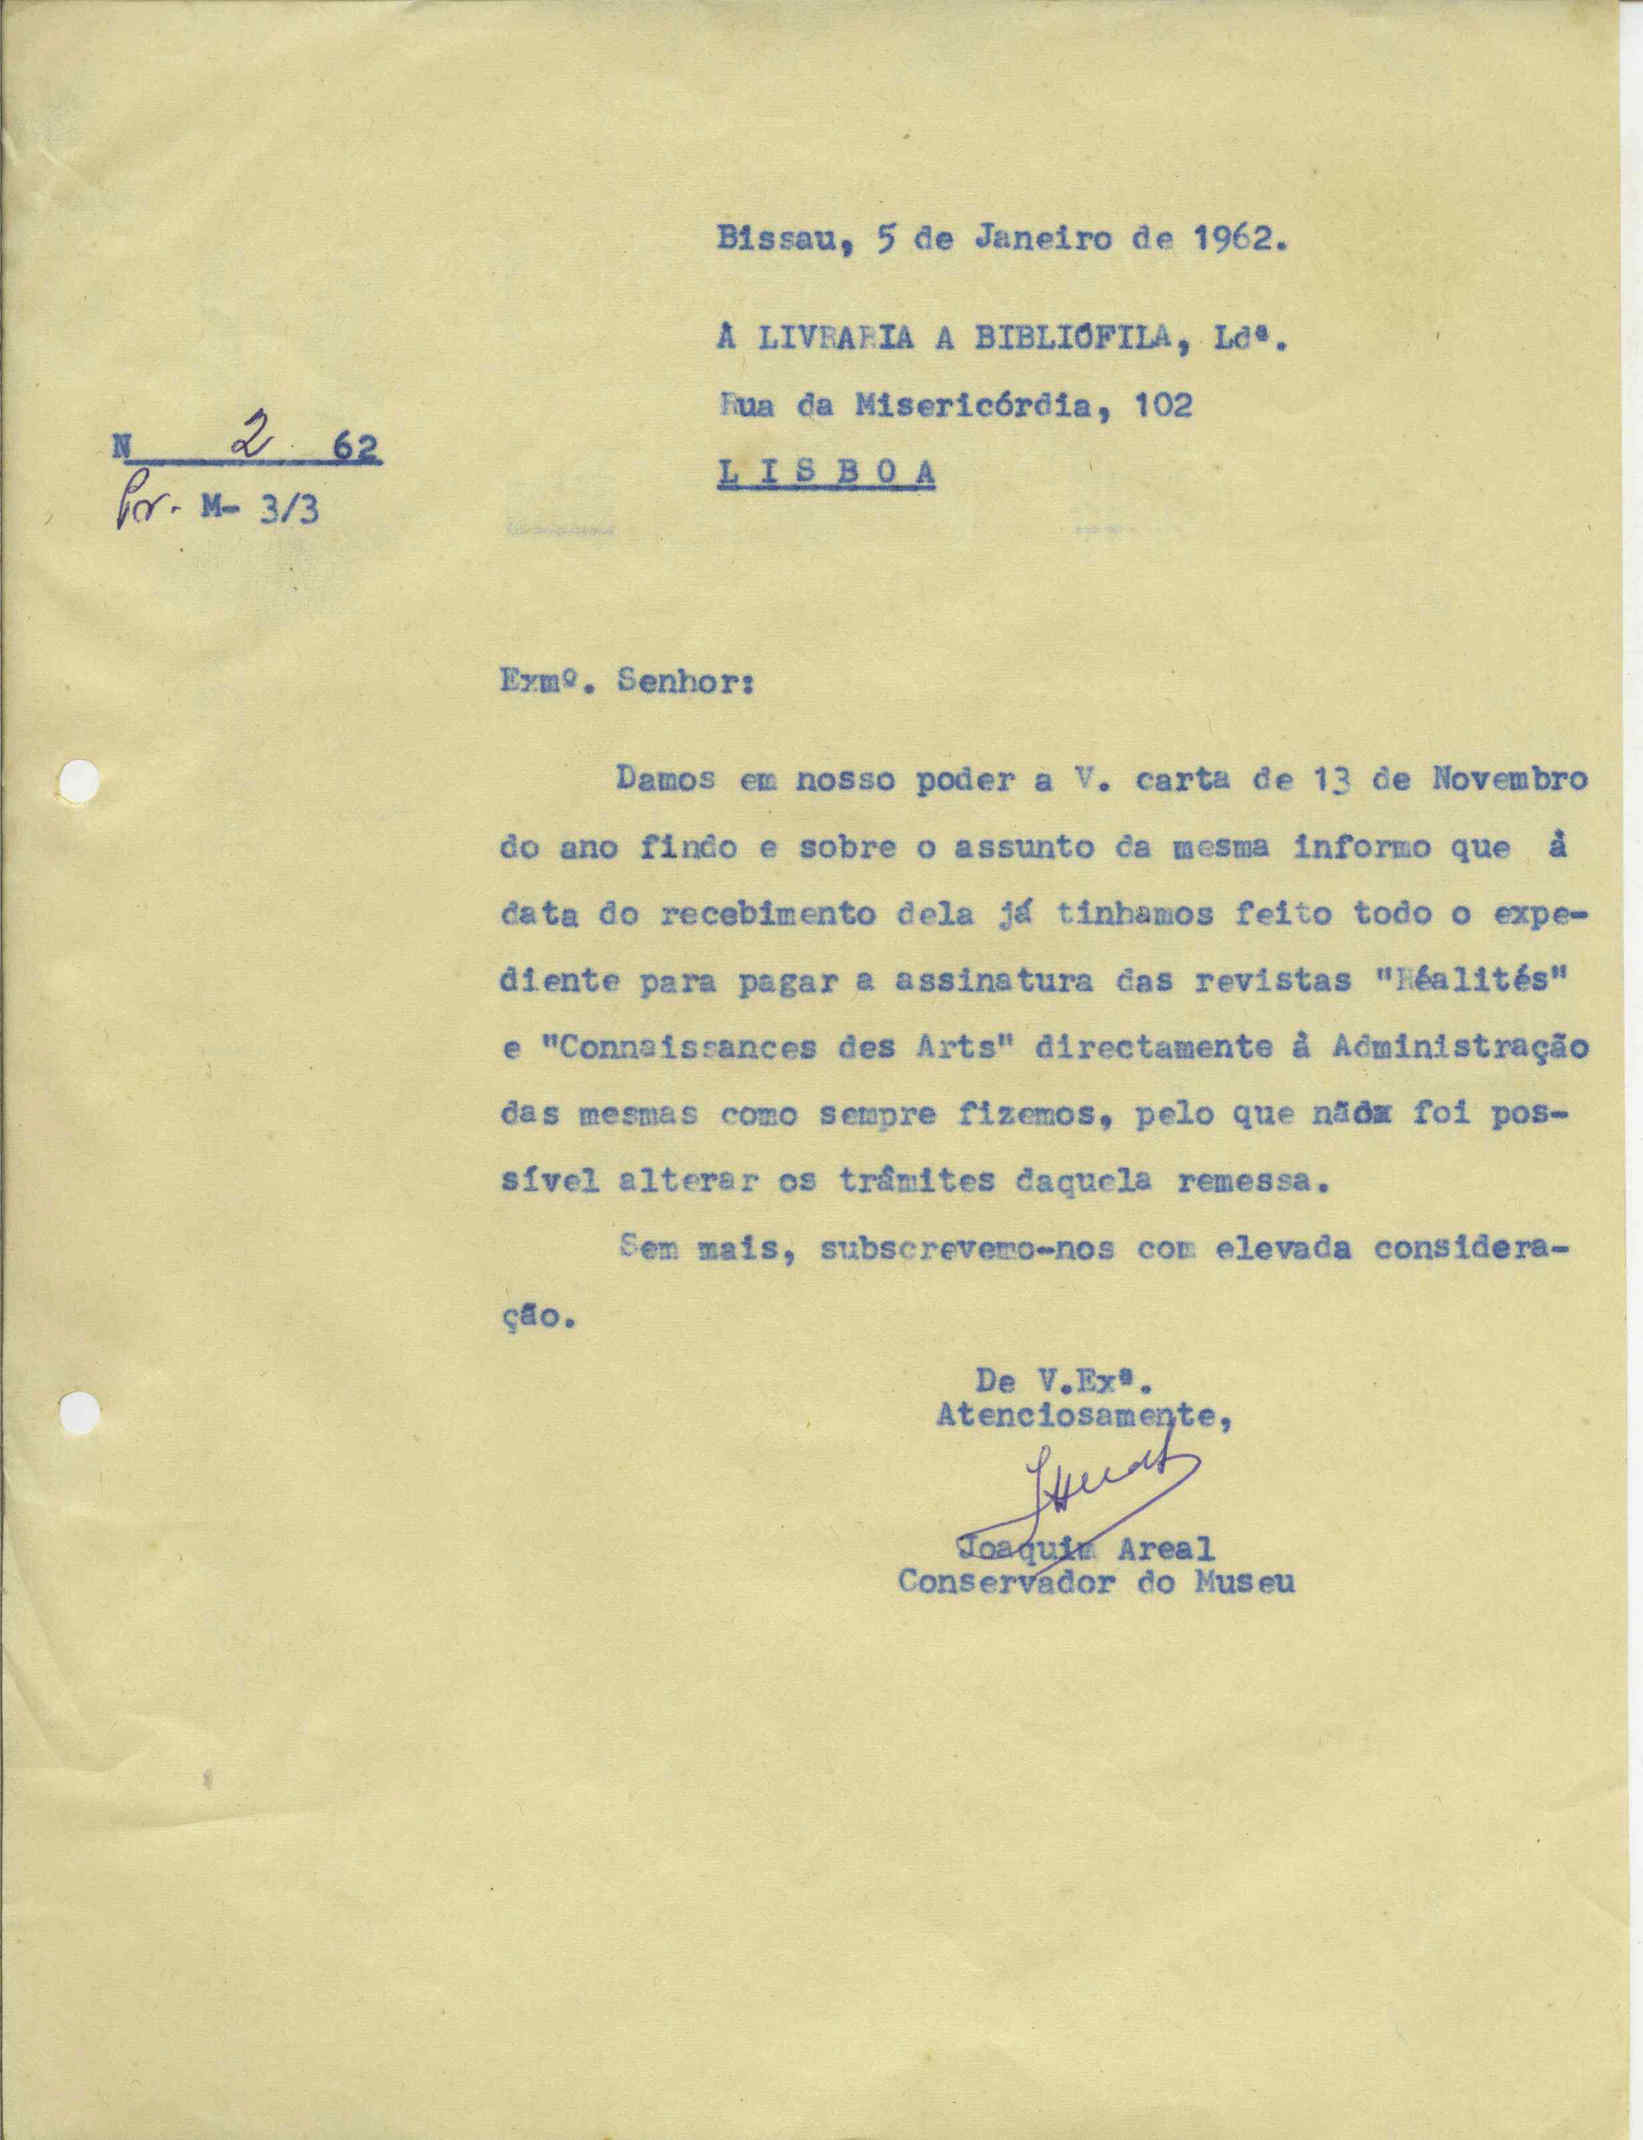 Bissau, 5 de Janeiro de 1962.
À LIVRARIA A BIBLIÓFILA, Ldª.
Rua da Misericórdia, 102
N 2 62
L I S B O A
Pr. M- 3/3
Exmº. Senhor:
Damos em nosso poder a V. carta de 13 de Novembro
do ano findo e sobre o assunto da mesma informo que à
data do recebimento dela já tinhamos feito todo o expe-
diente para pagar a assinatura das revistas "Réalités"
e "Connaissances des Arts" directamente à Administração
das mesmas como sempre fizemos, pelo que nãox foi pos-
sível alterar os trâmites daquela remessa.
Sem mais, subscrevemo-nos com elevada considera-
ção.
De V.Exª.
Atenciosamente,
Joaquim Areal
Conservador do Museu